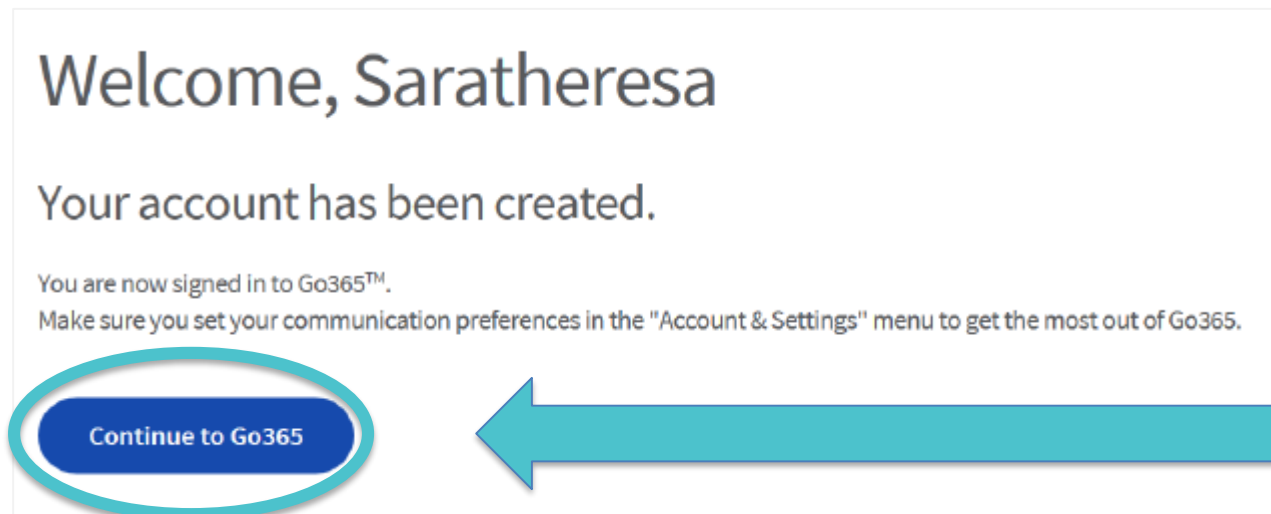 Welcome, Saratheresa
Your account has been created.
You are now signed in to Go365™.
Make sure you set your communication preferences in the "Account & Settings" menu to get the most out of Go365.
Continue to Go365